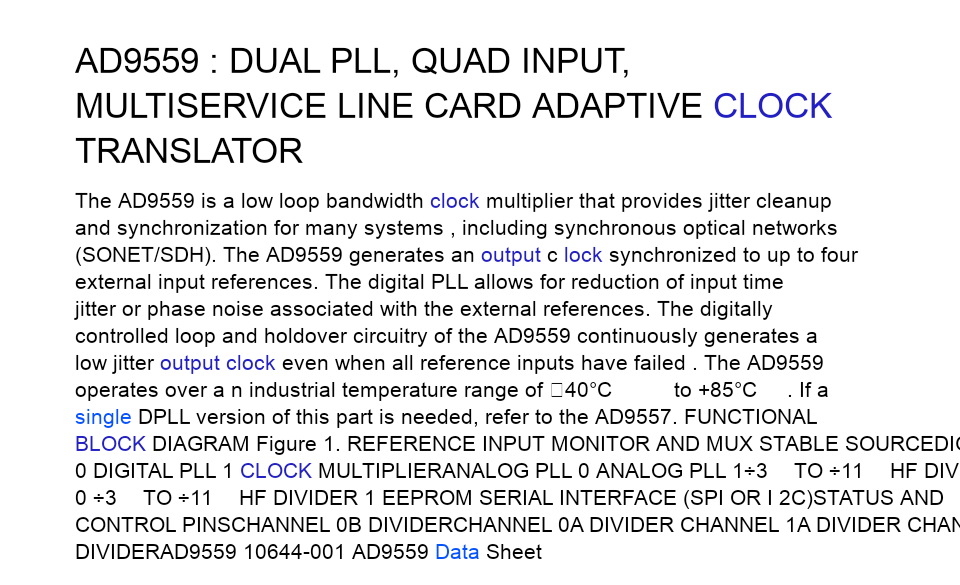 AD9559 : DUAL PLL, QUAD INPUT,
MULTISERVICE LINE CARD ADAPTIVE CLOCK
TRANSLATOR
The AD9559 is a low loop bandwidth clock multiplier that provides jitter cleanup
and synchronization for many systems , including synchronous optical networks
(SONET/SDH). The AD9559 generates an output c lock synchronized to up to four
external input references. The digital PLL allows for reduction of input time
jitter or phase noise associated with the external references. The digitally
controlled loop and holdover circuitry of the AD9559 continuously generates a
low jitter output clock even when all reference inputs have failed . The AD9559
operates over a n industrial temperature range of □40°C to +85°C . If a
single DPLL version of this part is needed, refer to the AD9557. FUNCTIONAL
BLOCK DIAGRAM Figure 1. REFERENCE INPUT MONITOR AND MUX STABLE
0 DIGITAL PLL 1 CLOCK MULTIPLIERANALOG PLL 0 ANALOG PLL 1÷3 TO ÷11 HF
0 ÷3 TO ÷11 HF DIVIDER 1 EEPROM SERIAL INTERFACE (SPI OR I 2C)STATUS AND
CONTROL PINSCHANNEL 0B DIVIDERCHANNEL 0A DIVIDER CHANNEL 1A DIVIDER
DIVIDERAD9559 10644-001 AD9559 Data Sheet